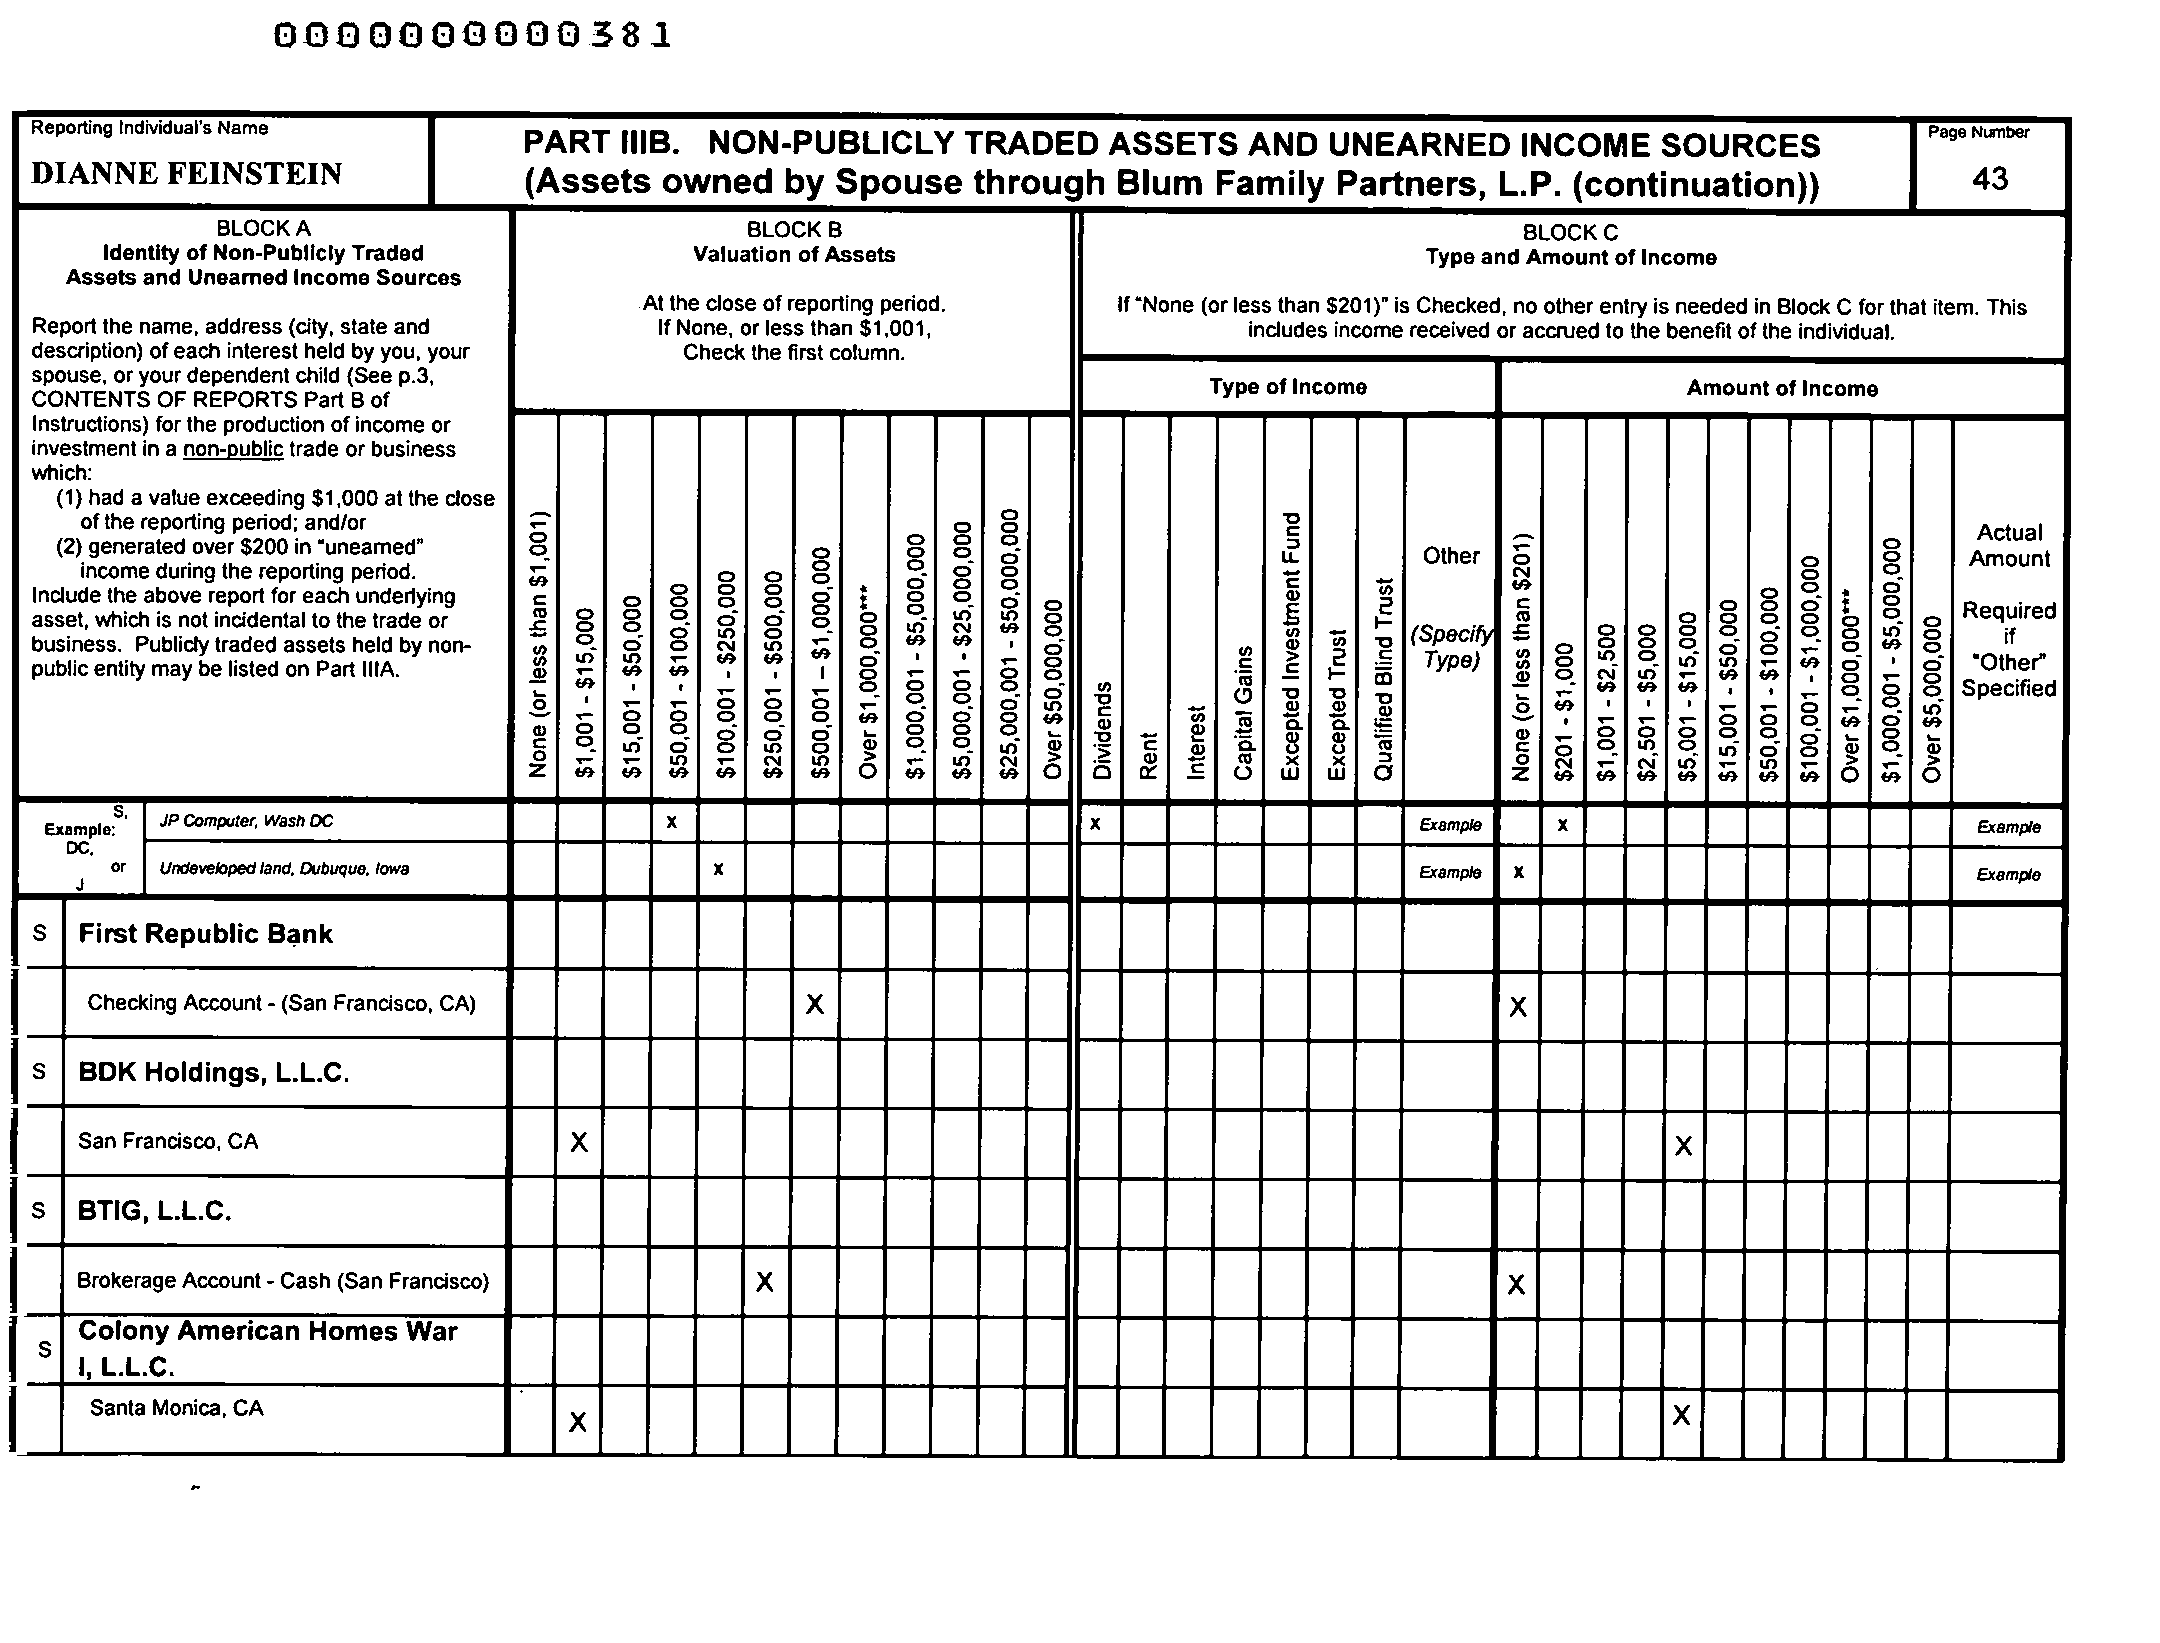 0000000000381
Reporting Individual's Name
DIANNE FEINSTEIN
PART IIIB. NON-PUBLICLY TRADED ASSETS AND UNEARNED INCOME SOURCES
(Assets owned by Spouse through Blum Family Partners, L.P. (continuation))
Page Number
43
BLOCK A
Identity of Non-Publicly Traded
Assets and Unearned Income Sources
Report the name, address (city, state and
description) of each interest held by you, your
spouse, or your dependent child (See p.3,
CONTENTS OF REPORTS Part B of
Instructions) for the production of income or
investment in a non-public trade or business
which:
(1) had a value exceeding $1,000 at the close
of the reporting period; and/or
(2) generated over $200 in "unearned"
income during the reporting period.
Include the above report for each underlying
asset, which is not incidental to the trade or
business. Publicly traded assets held by non-
public entity may be listed on Part IIIA.
BLOCK B
Valuation of Assets
At the close of reporting period.
If None, or less than $1,001,
Check the first column.
None (or less than $1,001)
$1,001 - $15,000
$15,001 - $50,000
$50,001 - $100,000
$100,001 - $250,000
$250,001 - $500,000
$500,001 – $1,000,000
Over $1,000,000***
$1,000,001 - $5,000,000
$5,000,001 - $25,000,000
$25,000,001 - $50,000,000
Over $50,000,000
BLOCK C
Type and Amount of Income
If "None (or less than $201)" is Checked, no other entry is needed in Block C for that item. This
includes income received or accrued to the benefit of the individual.
Type of Income
Dividends
Rent
Interest
Capital Gains
Excepted Investment Fund
Excepted Trust
Qualified Blind Trust
Other
(Specify
Type)
Amount of Income
None (or less than $201)
$201 - $1,000
$1,001 - $2,500
$2,501 - $5,000
$5,001 - $15,000
$15,001 - $50,000
$50,001 - $100,000
$100,001 - $1,000,000
Over $1,000,000***
$1,000,001 - $5,000,000
Over $5,000,000
Actual
Amount
Required
if
"Other"
Specified
S,
Example:
DC,
or
J
JP Computer, Wash DC x x Example x Example
Undeveloped land, Dubuque, Iowa x Example x Example
S First Republic Bank
Checking Account - (San Francisco, CA) X X
S BDK Holdings, L.L.C.
San Francisco, CA X X
S BTIG, L.L.C.
Brokerage Account - Cash (San Francisco) X X
S Colony American Homes War
I, L.L.C.
Santa Monica, CA X X